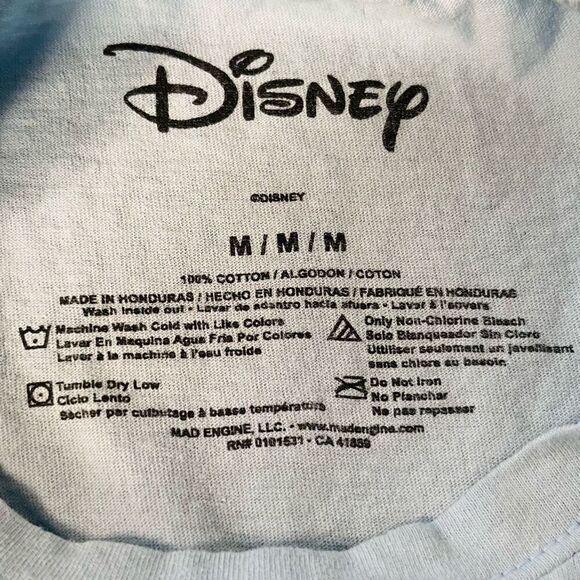 Disney
©DISNEY
M / M / M
100% COTTON / ALGODON / COTON
MADE IN HONDURAS / HECHO EN HONDURAS / FABRIQUÉ EN HONDURAS
Wash Inside out • Lavar de adantro hacia afuera • Lavar à l'envers
Machine Wash Cold with Like Colors
Lavar En Maquina Agua Fria Por Colores
Laver à la machine à l'eau froide
Only Non-Chlorine Bleach
Solo Blanqueador Sin Cloro
Uttiliser seulement un javellisant
sans chlore au besoin.
Tumble Dry Low
Ciclo Lento
Sècher par culbutage à basse température
Do Not Iron
No Planchar
Ne pas repasser
MAD ENGINE, LLC. • www.madengine.com
RN# 0101531 • CA 41859